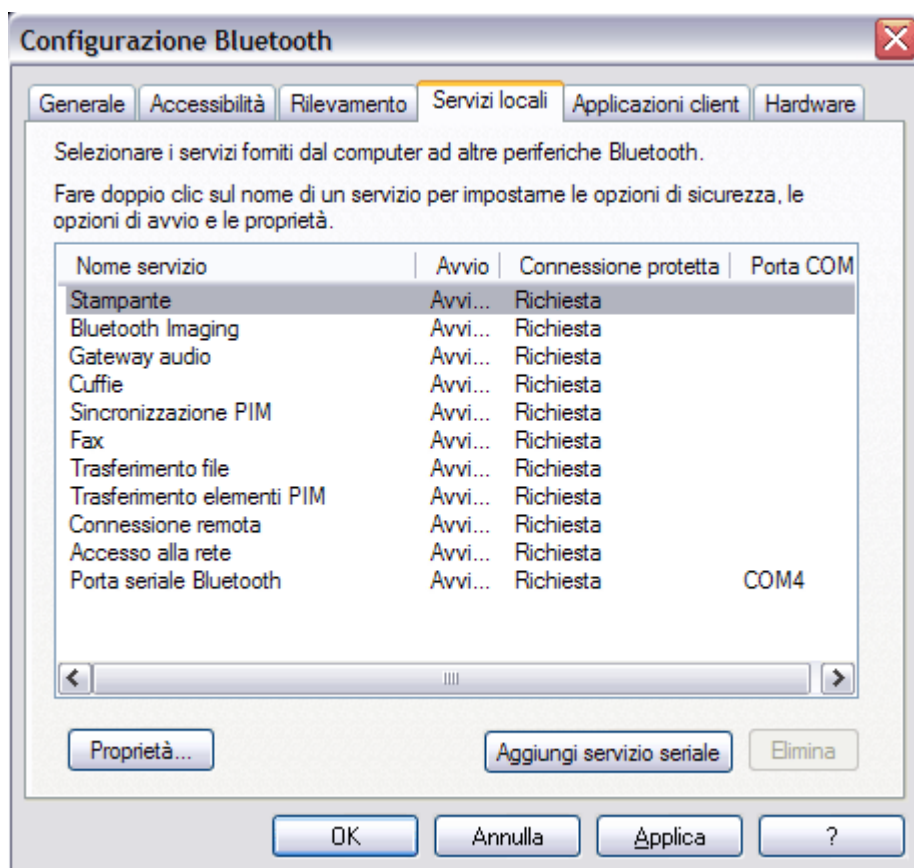 Configurazione Bluetooth
Generale Accessibilità Rilevamento Servizi locali Applicazioni client Hardware
Selezionare i servizi forniti dal computer ad altre periferiche Bluetooth.
Fare doppio clic sul nome di un servizio per impostarne le opzioni di sicurezza, le
opzioni di avvio e le proprietà.
Nome servizio Avvio Connessione protetta Porta COM
Stampante Avvi... Richiesta
Bluetooth Imaging Avvi... Richiesta
Gateway audio Avvi... Richiesta
Cuffie Avvi... Richiesta
Sincronizzazione PIM Avvi... Richiesta
Fax Avvi... Richiesta
Trasferimento file Avvi... Richiesta
Trasferimento elementi PIM Avvi... Richiesta
Connessione remota Avvi... Richiesta
Accesso alla rete Avvi... Richiesta
Porta seriale Bluetooth Avvi... Richiesta COM4
Proprietà... Aggiungi servizio seriale Elimina
OK Annulla Applica ?